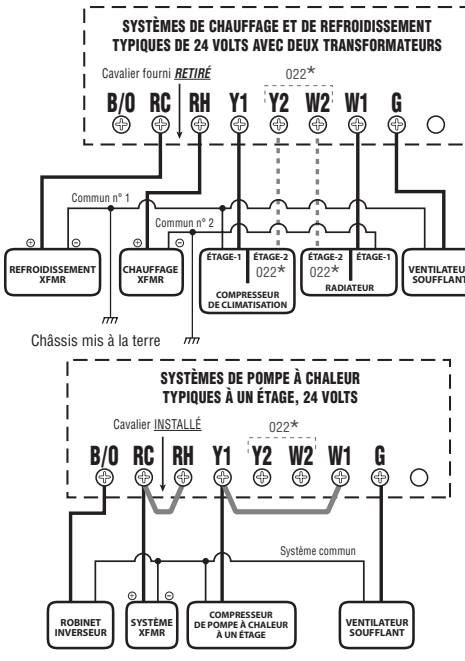 SYSTÈMES DE CHAUFFAGE ET DE REFROIDISSEMENT
TYPIQUES DE 24 VOLTS AVEC DEUX TRANSFORMATEURS
Cavalier fourni RETIRÉ
022*
B/O RC RH Y1 Y2 W2 W1 G
Commun n° 1
Commun n° 2
REFROIDISSEMENT
XFMR
CHAUFFAGE
XFMR
ÉTAGE-1 ÉTAGE-2
022*
COMPRESSEUR
DE CLIMATISATION
ÉTAGE-2 ÉTAGE-1
022*
RADIATEUR
VENTILATEUR
SOUFFLANT
Châssis mis à la terre
SYSTÈMES DE POMPE À CHALEUR
TYPIQUES À UN ÉTAGE, 24 VOLTS
Cavalier INSTALLÉ
022*
B/O RC RH Y1 Y2 W2 W1 G
Système commun
ROBINET
INVERSEUR
SYSTÈME
XFMR
COMPRESSEUR
DE POMPE À CHALEUR
À UN ÉTAGE
VENTILATEUR
SOUFFLANT